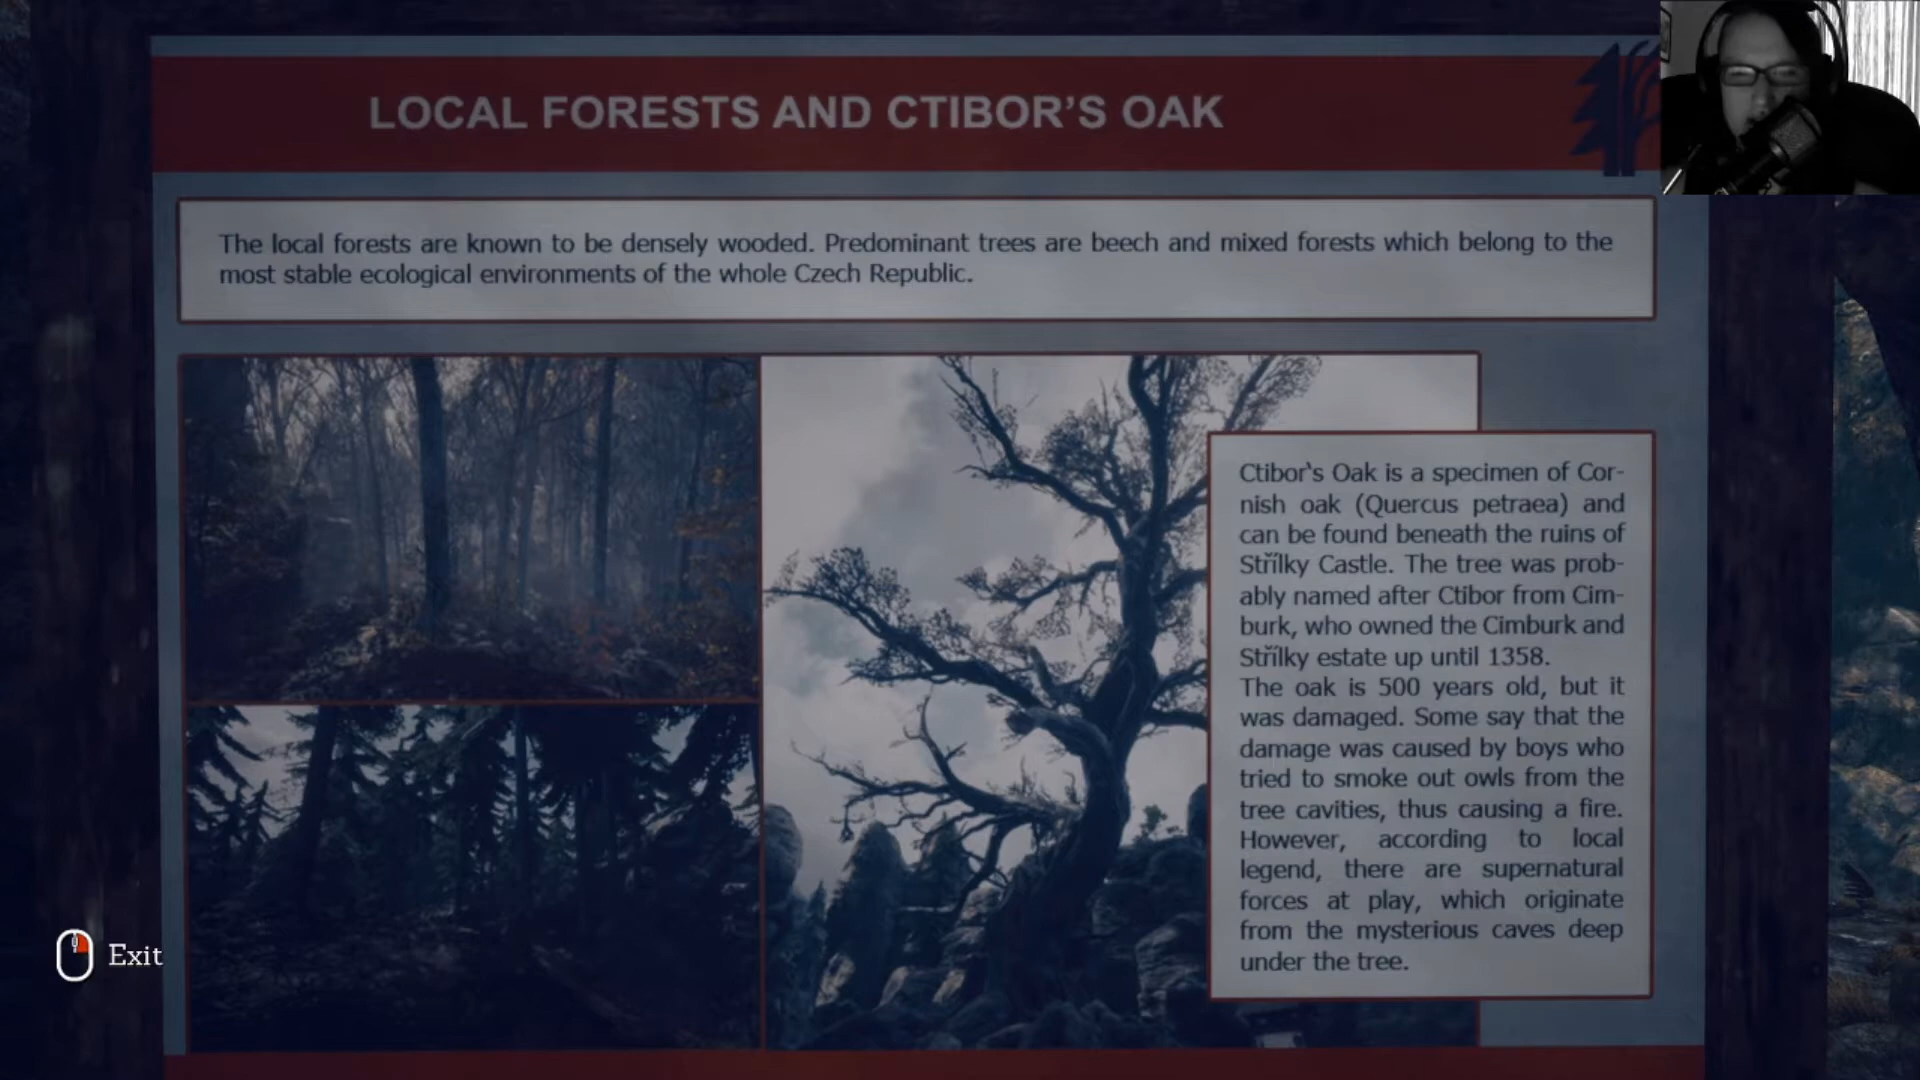 LOCAL FORESTS AND CTIBOR'S OAK
The local forests are known to be densely wooded. Predominant trees are beech and mixed forests which belong to the
most stable ecological environments of the whole Czech Republic.
Ctibor‛s Oak is a specimen of Cor-
nish oak (Quercus petraea) and
can be found beneath the ruins of
Střílky Castle. The tree was prob-
ably named after Ctibor from Cim-
burk, who owned the Cimburk and
Střílky estate up until 1358.
The oak is 500 years old, but it
was damaged. Some say that the
damage was caused by boys who
tried to smoke out owls from the
tree cavities, thus causing a fire.
However, according to local
legend, there are supernatural
forces at play, which originate
from the mysterious caves deep
under the tree.
Exit